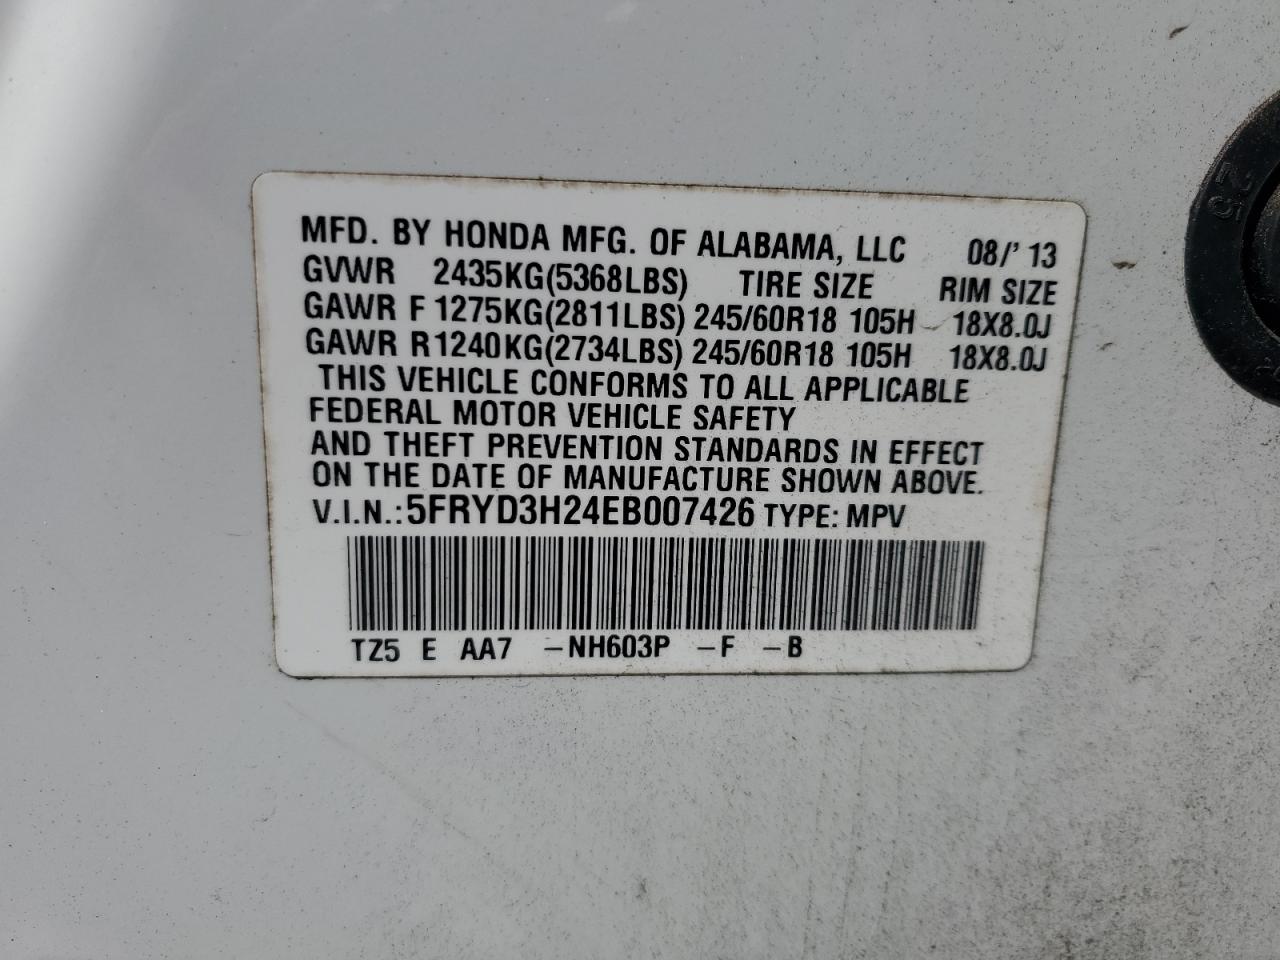 MFD. BY HONDA MFG. OF ALABAMA, LLC 08/' 13
GVWR 2435KG(5368LBS) TIRE SIZE RIM SIZE
GAWR F 1275KG(2811LBS) 245/60R18 105H 18X8.0J
GAWR R1240KG(2734LBS) 245/60R18 105H 18X8.0J
THIS VEHICLE CONFORMS TO ALL APPLICABLE
FEDERAL MOTOR VEHICLE SAFETY
AND THEFT PREVENTION STANDARDS IN EFFECT
ON THE DATE OF MANUFACTURE SHOWN ABOVE.
V.I.N.:5FRYD3H24EB007426 TYPE: MPV
TZ5 E AA7 -NH603P -F -B